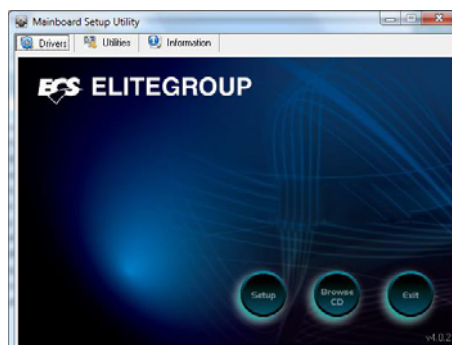 Mainboard Setup Utility
Drivers Utilities Information
ECS ELITEGROUP
Setup Browse CD Exit
v4.0.2